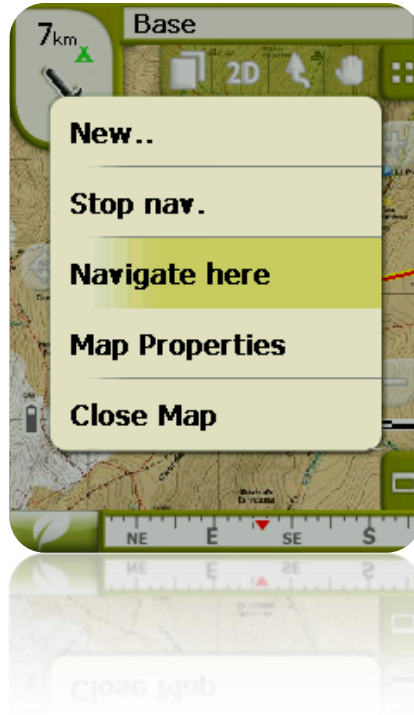 7km
Base
2D
New..
Stop nav.
Navigate here
Map Properties
Close Map
NE E SE S